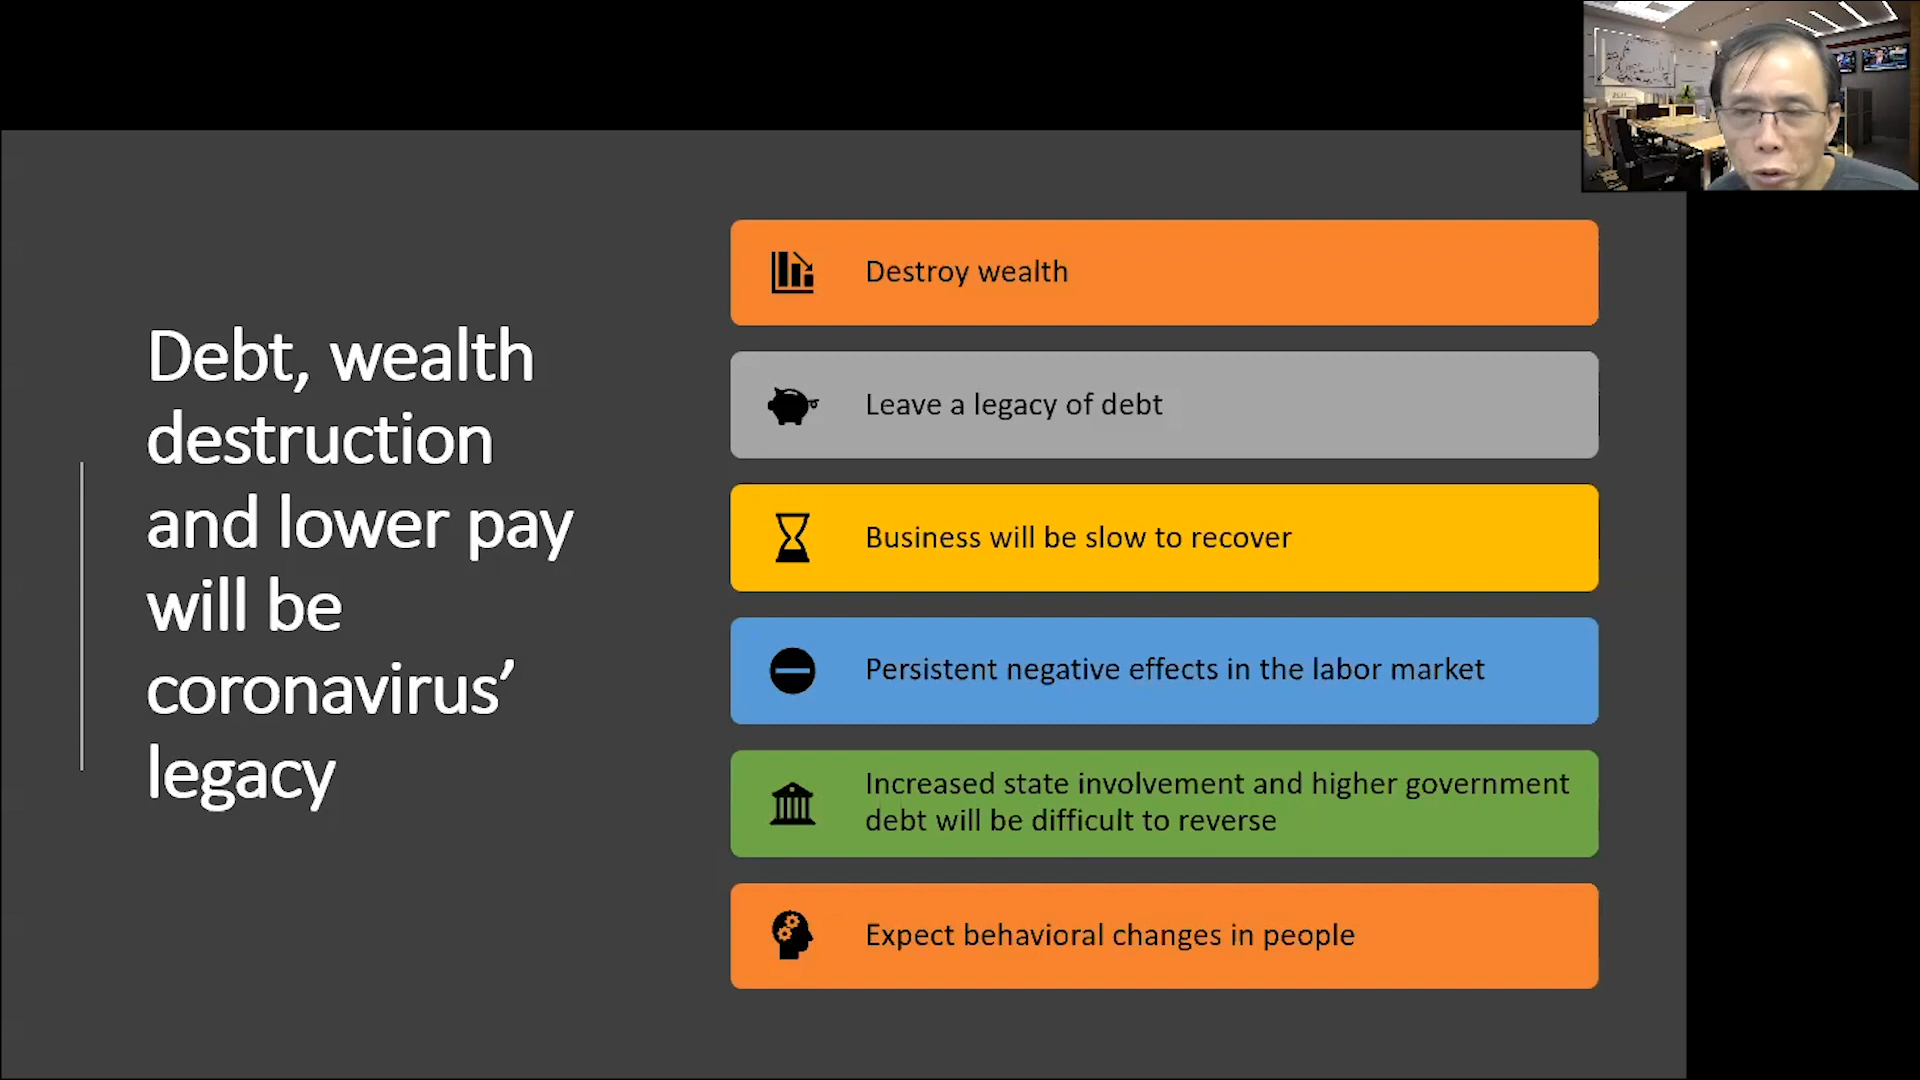 Debt, wealth
destruction
and lower pay
will be
coronavirus’
legacy
Destroy wealth
Leave a legacy of debt
Business will be slow to recover
Persistent negative effects in the labor market
Increased state involvement and higher government
debt will be difficult to reverse
Expect behavioral changes in people